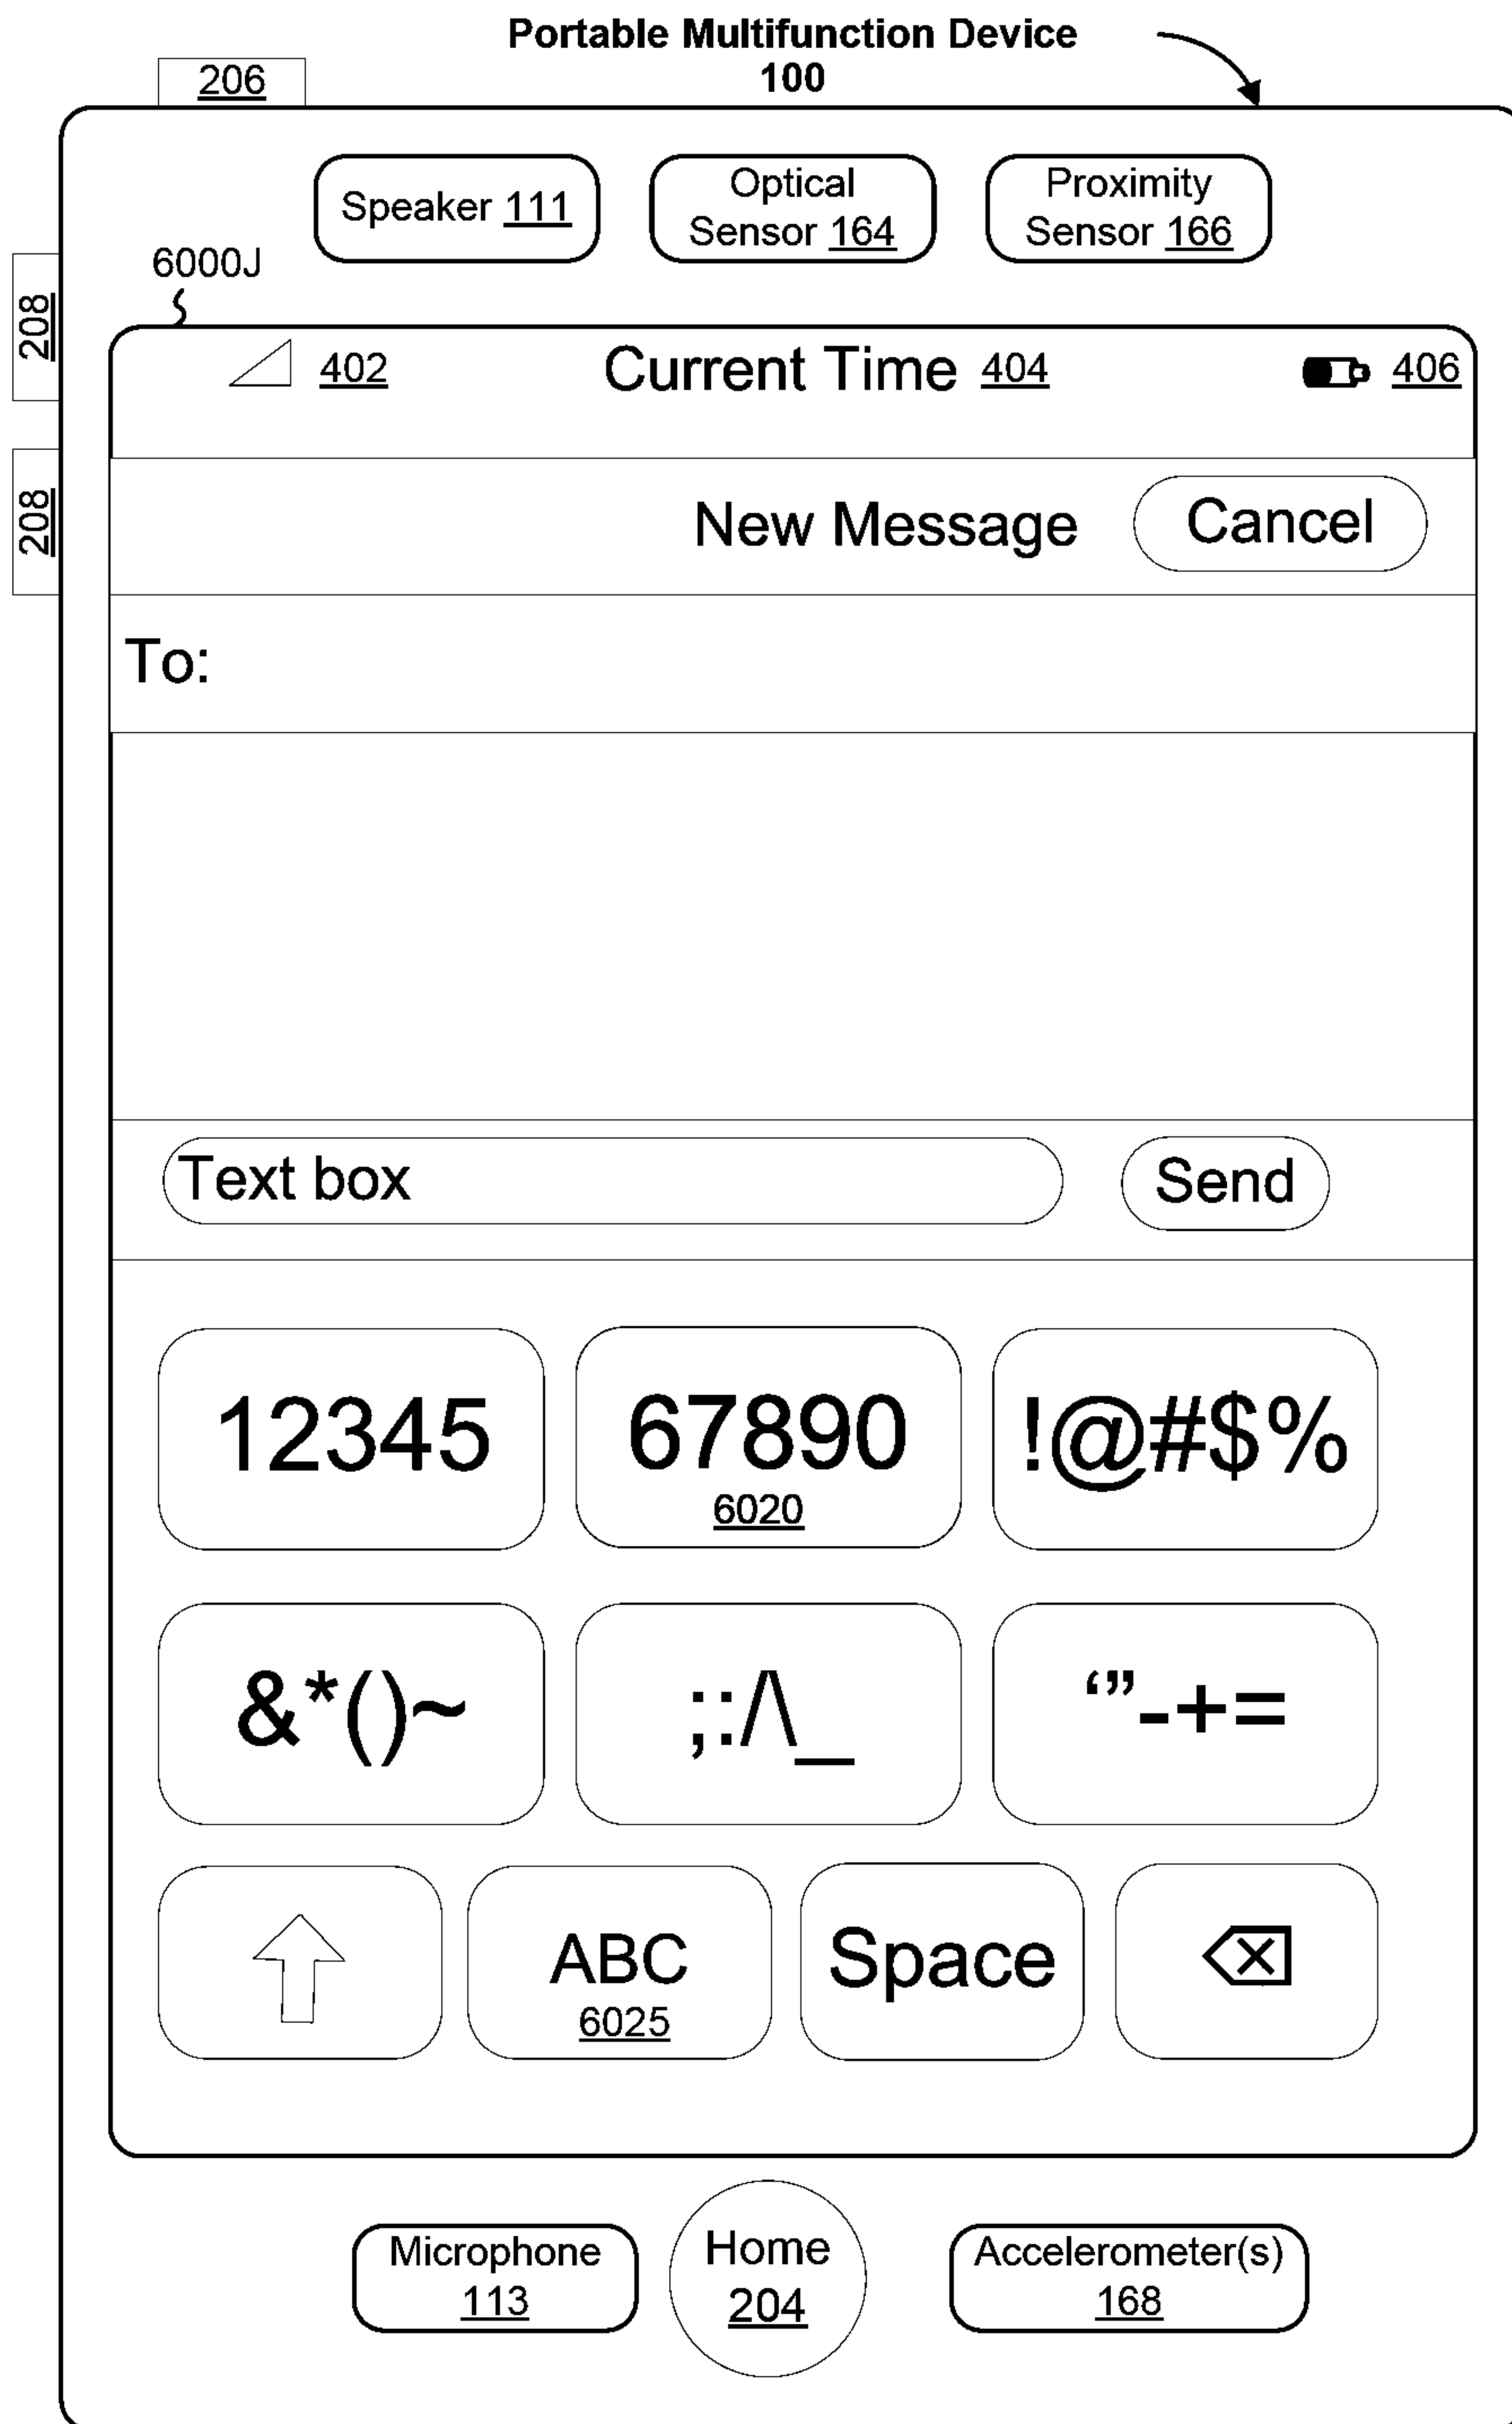 Portable Multifunction Device
100
206
Speaker 111
Optical
Sensor 164
Proximity
Sensor 166
6000J
208
402
Current Time 404
406
208
New Message
Cancel
To:
Text box
Send
12345
67890
6020
!@#$%
&*()~
;:/\_
‘”-+=
ABC
6025
Space
Microphone
113
Home
204
Accelerometer(s)
168